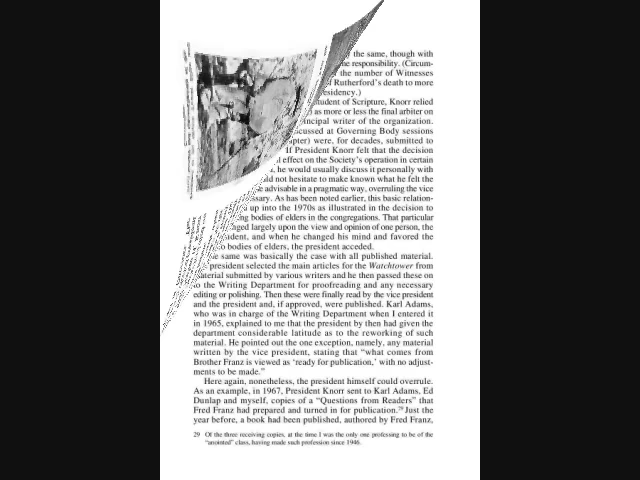 the same, though with
responsibility. (Circum-
the number of Witnesses
Rutherford's death to more
esidency.)
udent of Scripture, Knorr relied
as more or less the final arbiter on
ncipal writer of the organization.
cussed at Governing Body sessions
pter) were, for decades, submitted to
If President Knorr felt that the decision
effect on the Society's operation in certain
, he would usually discuss it personally with
ld not hesitate to make known what he felt the
e advisable in a pragmatic way, overruling the vice
ssary. As has been noted earlier, this basic relation-
up into the 1970s as illustrated in the decision to
ng bodies of elders in the congregations. That particular
nged largely upon the view and opinion of one person, the
ident, and when he changed his mind and favored the
o bodies of elders, the president acceded.
e same was basically the case with all published material.
president selected the main articles for the Watchtower from
aterial submitted by various writers and he then passed these on
to the Writing Department for proofreading and any necessary
editing or polishing. Then these were finally read by the vice president
and the president and, if approved, were published. Karl Adams,
who was in charge of the Writing Department when I entered it
in 1965, explained to me that the president by then had given the
department considerable latitude as to the reworking of such
material. He pointed out the one exception, namely, any material
written by the vice president, stating that "what comes from
Brother Franz is viewed as 'ready for publication,' with no adjust-
ments to be made."
Here again, nonetheless, the president himself could overrule.
As an example, in 1967, President Knorr sent to Karl Adams, Ed
Dunlap and myself, copies of a "Questions from Readers" that
Fred Franz had prepared and turned in for publication.29 Just the
year before, a book had been published, authored by Fred Franz,
29 Of the three receiving copies, at the time I was the only one professing to be of the
"anointed" class, having made such profession since 1946.